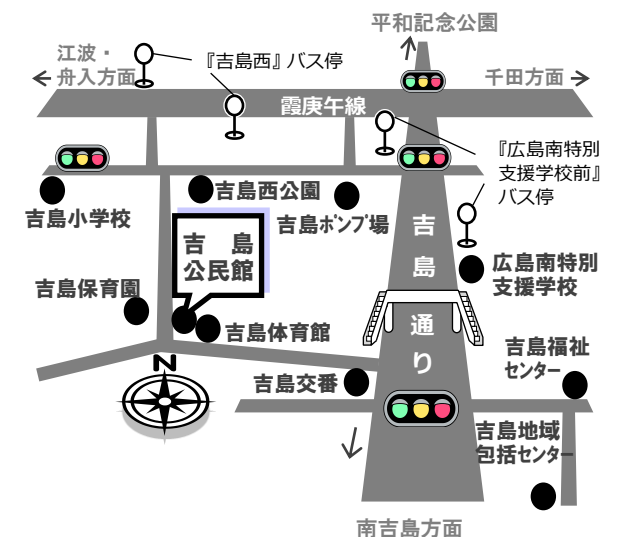 平和記念公園
江波・
舟入方面
『吉島西』バス停
千田方面
霞庚午線
『広島南特別
支援学校前』
バス停
吉島小学校
吉島西公園
吉島ポンプ場
吉島
公民館
吉島通り
広島南特別
支援学校
吉島保育園
吉島体育館
吉島福祉
センター
N
吉島交番
吉島地域
包括センター
南吉島方面